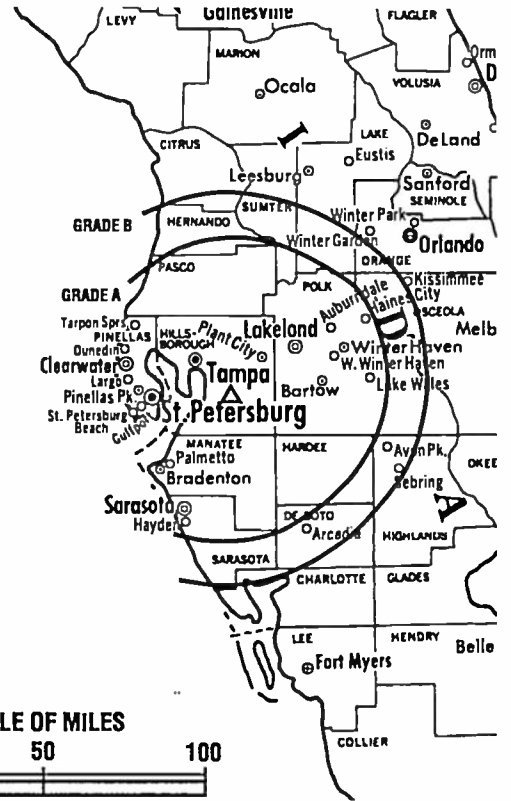 Gainesville
LEVY
FLAGLER
MARION
Orm
D
VOLUSIA
Ocala
DeLand
CITRUS
LAKE
Eustis
Leesburg
I
Sanford
SEMINOLE
SUMTER
Winter Park
GRADE B
HERNANDO
Winter Garden
Orlando
ORANGE
PASCO
Kissimmee
POLK
GRADE A
Auburndale
Haines
City
OSCEOLA
Tarpon Sprs.
PINELLAS
HILLS-
BOROUGH
Plant City
Lakeland
D
Melb
Dunedin
Winter Haven
Clearwater
W. Winter Haven
Largo
Tampa
Bartow
Lake Wales
Pinellas Pk.
St. Petersburg
St. Petersburg
Beach
Gulfport
MANATEE
HARDEE
Avon Pk.
Palmetto
OKEE
Bradenton
Sebring
A
Sarasota
DE SOTO
Hayden
Arcadia
HIGHLANDS
SARASOTA
CHARLOTTE
GLADES
LEE
HENDRY
Belle
Fort Myers
LE OF MILES
50
100
COLLIER